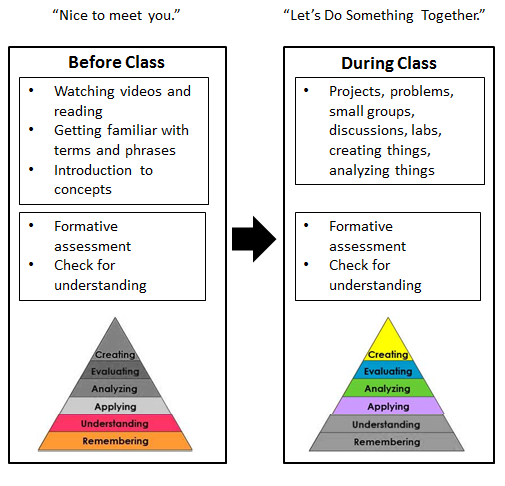 “Nice to meet you.”
Before Class
• Watching videos and
reading
• Getting familiar with
terms and phrases
• Introduction to
concepts
• Formative
assessment
• Check for
understanding
Creating
Evaluating
Analyzing
Applying
Understanding
Remembering
“Let’s Do Something Together.”
During Class
• Projects, problems,
small groups,
discussions, labs,
creating things,
analyzing things
• Formative
assessment
• Check for
understanding
Creating
Evaluating
Analyzing
Applying
Understanding
Remembering